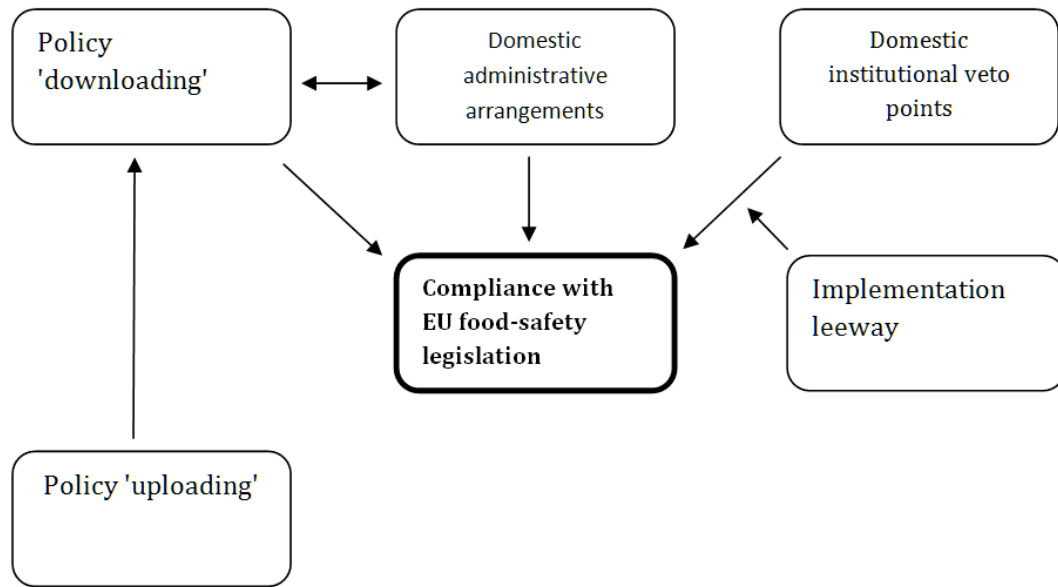 Policy
'downloading'
Domestic
administrative
arrangements
Domestic
institutional veto
points
Compliance with
EU food-safety
legislation
Implementation
leeway
Policy 'uploading'